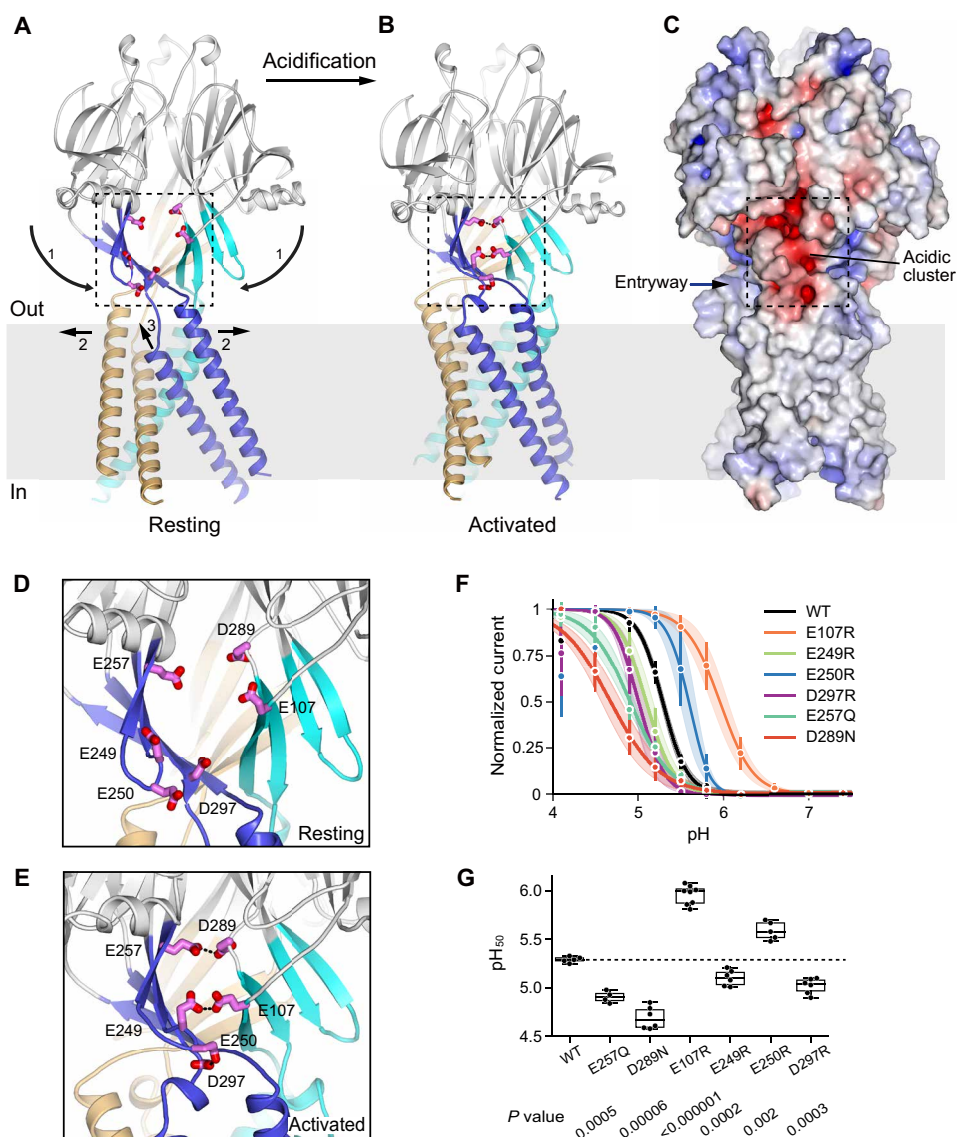 A
B
C
Acidification
1
1
Out
2
3
2
In
Resting
Activated
Entryway
Acidic
cluster
D
E257
D289
E107
E249
E250
D297
Resting
E
E257
D289
E249
E107
E250
D297
Activated
F
Normalized current
1
0.75
0.5
0.25
0
4
5
6
7
pH
WT
E107R
E249R
E250R
D297R
E257Q
D289N
G
pH50
6.0
5.5
5.0
4.5
WT
E257Q
D289N
E107R
E249R
E250R
D297R
P value
0.0005
0.00006
<0.000001
0.0002
0.002
0.0003